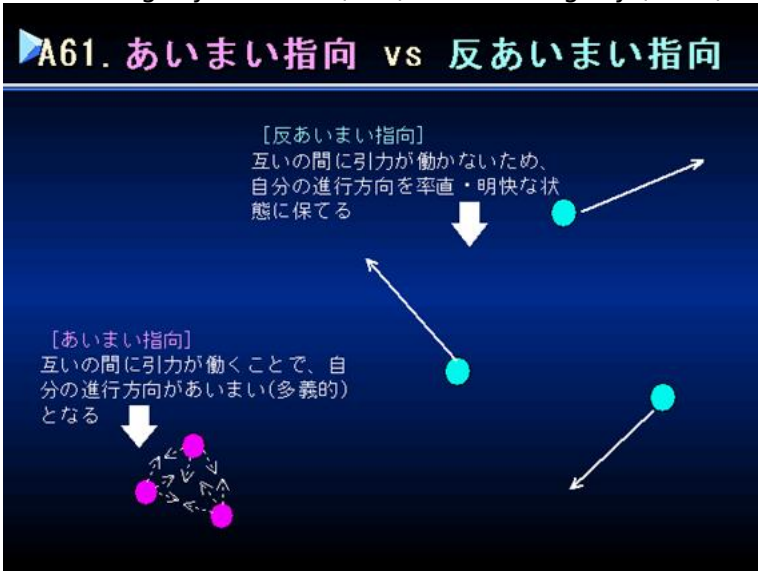 A61.あいまい指向 vs 反あいまい指向
[反あいまい指向]
互いの間に引力が働かないため、
自分の進行方向を率直・明快な状
態に保てる
[あいまい指向]
互いの間に引力が働くことで、自
分の進行方向があいまい(多義的)
となる